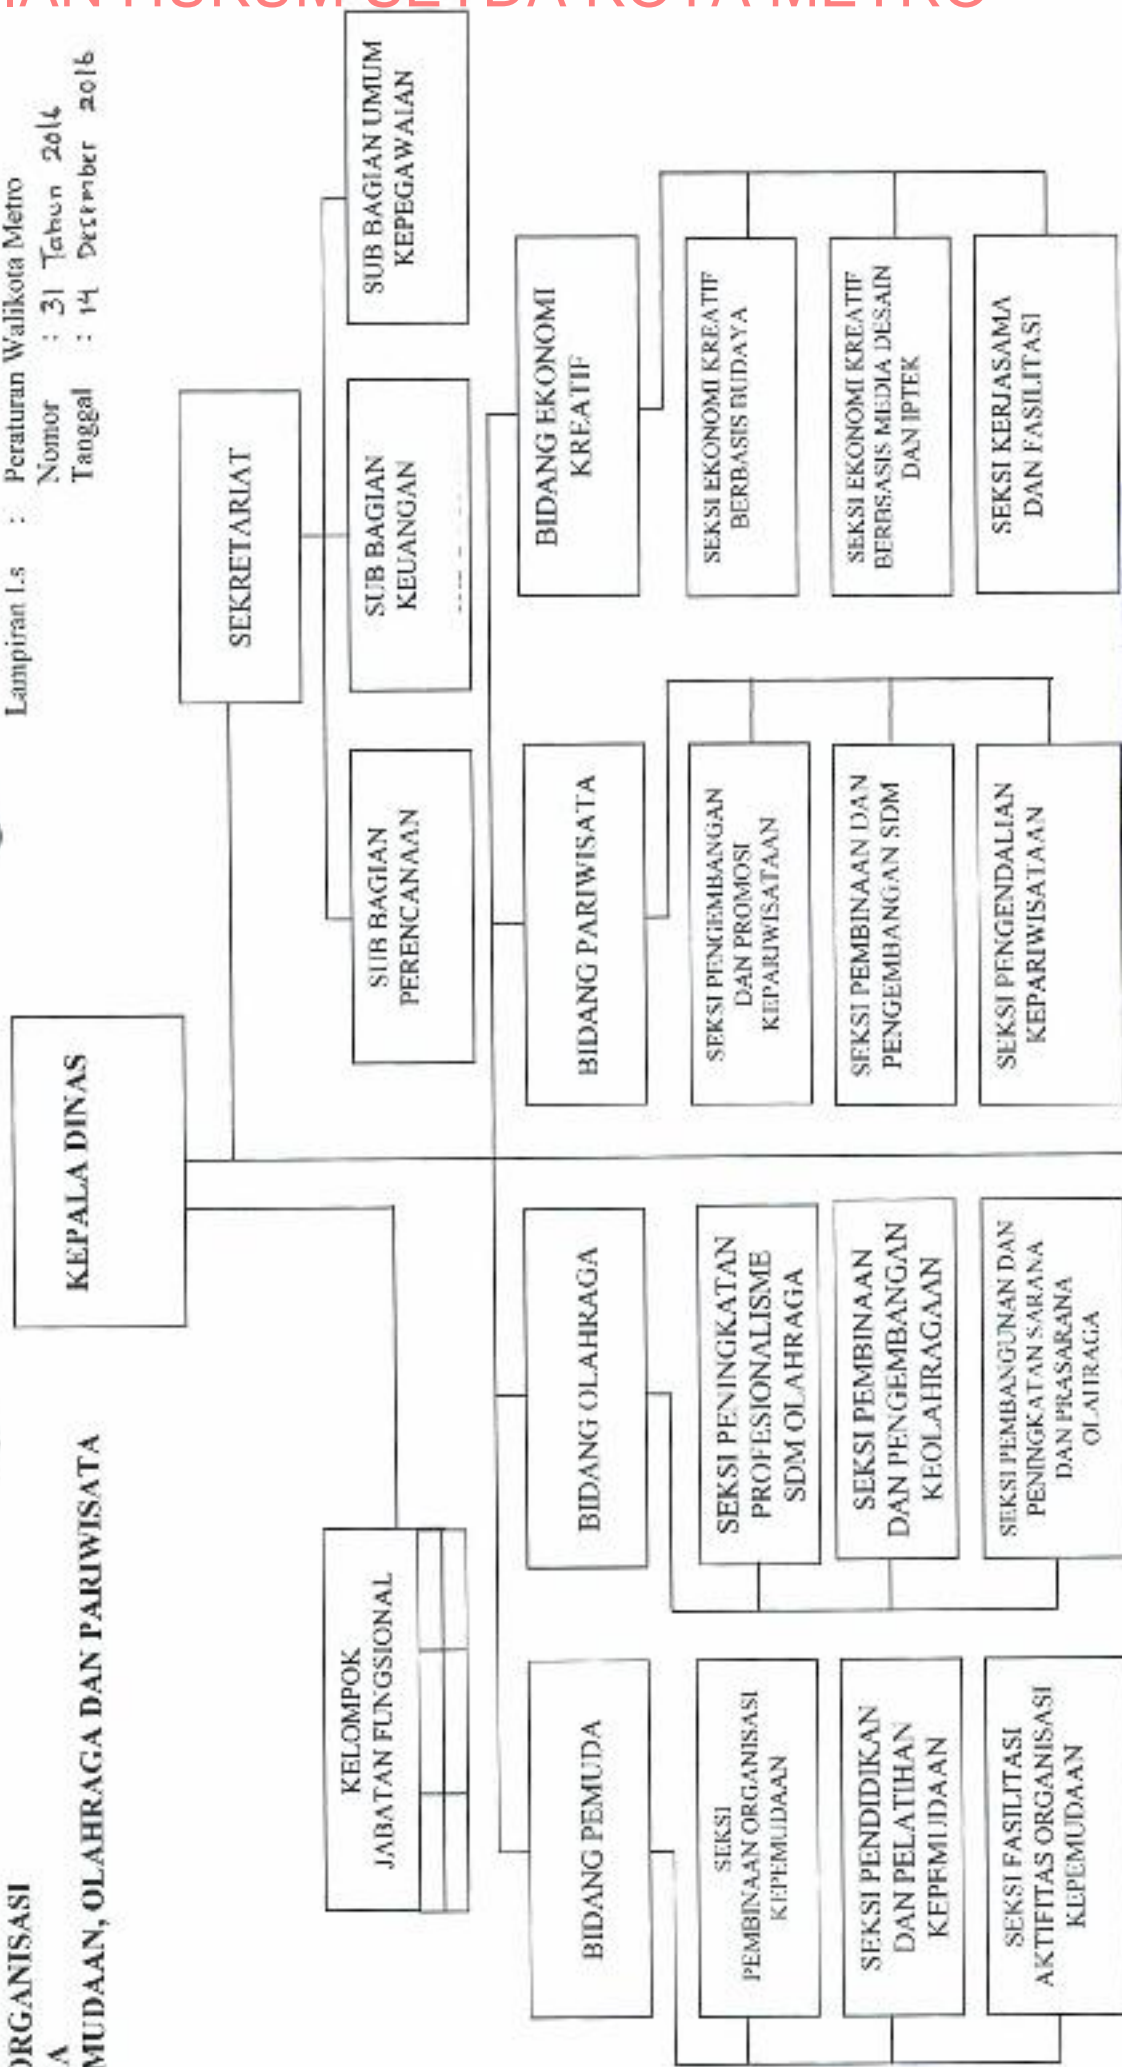 Lampiran I.s : Peraturan Walikota Metro
Nomor : 31 Tahun 2016
Tanggal : 14 Desember 2016
ORGANISASI
MUDAAN, OLAHRAGA DAN PARIWISATA
KEPALA DINAS
SEKRETARIAT
KELOMPOK
JABATAN FUNGSIONAL
SUB BAGIAN
PERENCANAAN
SUB BAGIAN
KEUANGAN
SUB BAGIAN UMUM
KEPEGAWAIAN
BIDANG PEMUDA
BIDANG OLAHRAGA
BIDANG PARIWISATA
BIDANG EKONOMI
KREATIF
SEKSI
PEMBINAAN ORGANISASI
KEPEMUDAAN
SEKSI PENINGKATAN
PROFESIONALISME
SDM OLAHRAGA
SEKSI PENGEMBANGAN
DAN PROMOSI
KEPARIWISATAAN
SEKSI EKONOMI KREATIF
BERBASIS BUDAYA
SEKSI PENDIDIKAN
DAN PELATIHAN
KEPEMUDAAN
SEKSI PEMBINAAN
DAN PENGEMBANGAN
KEOLAHRAGAAN
SEKSI PEMBINAAN DAN
PENGEMBANGAN SDM
SEKSI EKONOMI KREATIF
BERBSASIS MEDIA DESAIN
DAN IPTEK
SEKSI FASILITASI
AKTIFITAS ORGANISASI
KEPEMUDAAN
SEKSI PEMBANGUNAN DAN
PENINGKATAN SARANA
DAN PRASARANA
OLAHRAGA
SEKSI PENGENDALIAN
KEPARIWISATAAN
SEKSI KERJASAMA
DAN FASILITASI
HUKUM SETDA KOTA METRO